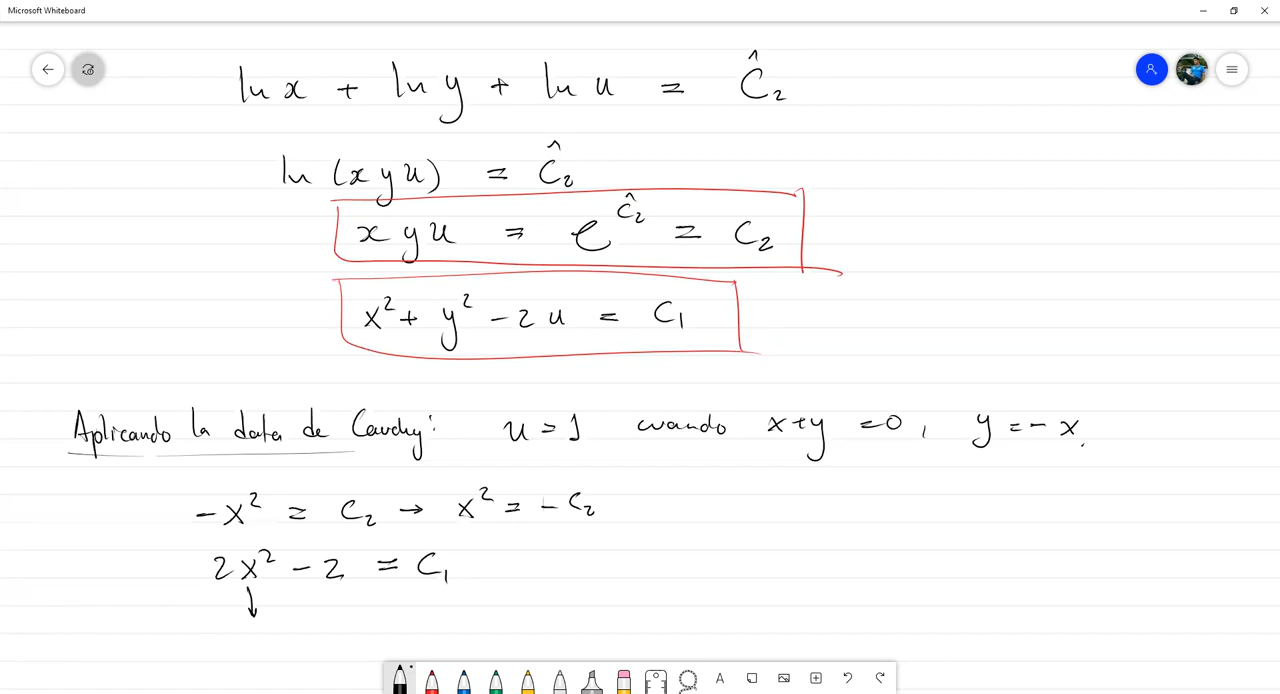 Microsoft Whiteboard
ln x + ln y + ln u = Ĉ₂
ln (x y u) = Ĉ₂
x y u = e^Ĉ₂ = C₂
x² + y² - 2u = C₁
Aplicando la data de Cauchy: u = 1 cuando x+y = 0, y = - x.
- x² = C₂ → x² = - C₂
2x² - 2 = C₁
↓
A